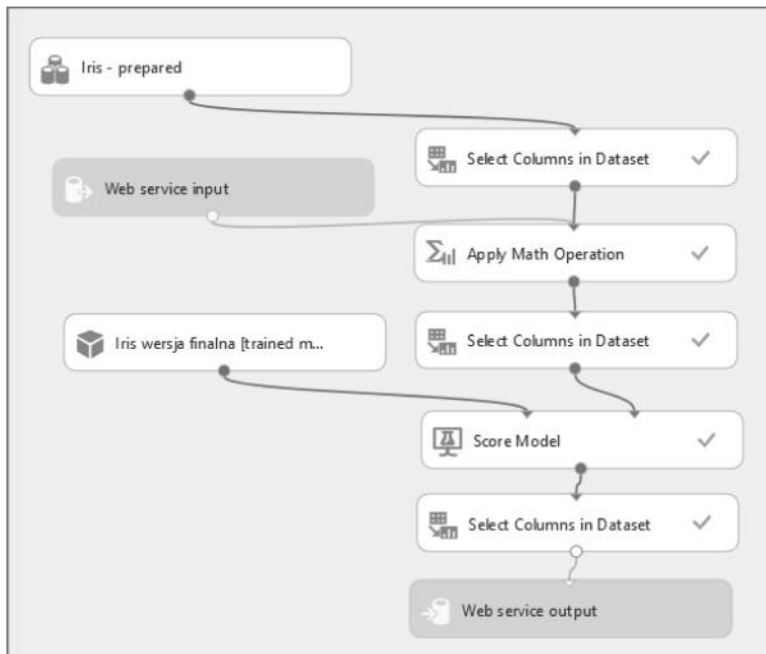 Iris - prepared
Select Columns in Dataset
Web service input
Apply Math Operation
Iris wersja finalna [trained m...
Select Columns in Dataset
Score Model
Select Columns in Dataset
Web service output